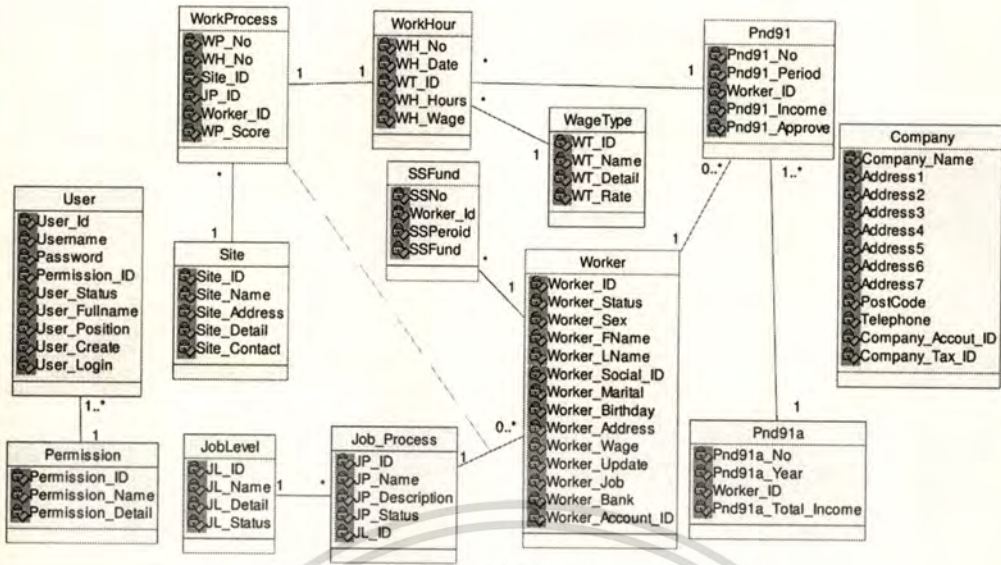 WorkProcess
WP_No
WH_No
Site_ID
JP_ID
Worker_ID
WP_Score
WorkHour
WH_No
WH_Date
WT_ID
WH_Hours
WH_Wage
Pnd91
Pnd91_No
Pnd91_Period
Worker_ID
Pnd91_Income
Pnd91_Approve
1
1
*
1
*
1
WageType
WT_ID
WT_Name
WT_Detail
WT_Rate
Company
Company_Name
Address1
Address2
Address3
Address4
Address5
Address6
Address7
PostCode
Telephone
Company_Accout_ID
Company_Tax_ID
SSFund
SSNo
Worker_Id
SSPeroid
SSFund
*
1
0..*
1
1..*
1
User
User_Id
Username
Password
Permission_ID
User_Status
User_Fullname
User_Position
User_Create
User_Login
*
1
Site
Site_ID
Site_Name
Site_Address
Site_Detail
Site_Contact
Worker
Worker_ID
Worker_Status
Worker_Sex
Worker_FName
Worker_LName
Worker_Social_ID
Worker_Marital
Worker_Birthday
Worker_Address
Worker_Wage
Worker_Update
Worker_Job
Worker_Bank
Worker_Account_ID
1..*
1
Permission
Permission_ID
Permission_Name
Permission_Detail
JobLevel
JL_ID
JL_Name
JL_Detail
JL_Status
1
*
Job_Process
JP_ID
JP_Name
JP_Description
JP_Status
JL_ID
1
0..*
Pnd91a
Pnd91a_No
Pnd91a_Year
Worker_ID
Pnd91a_Total_Income